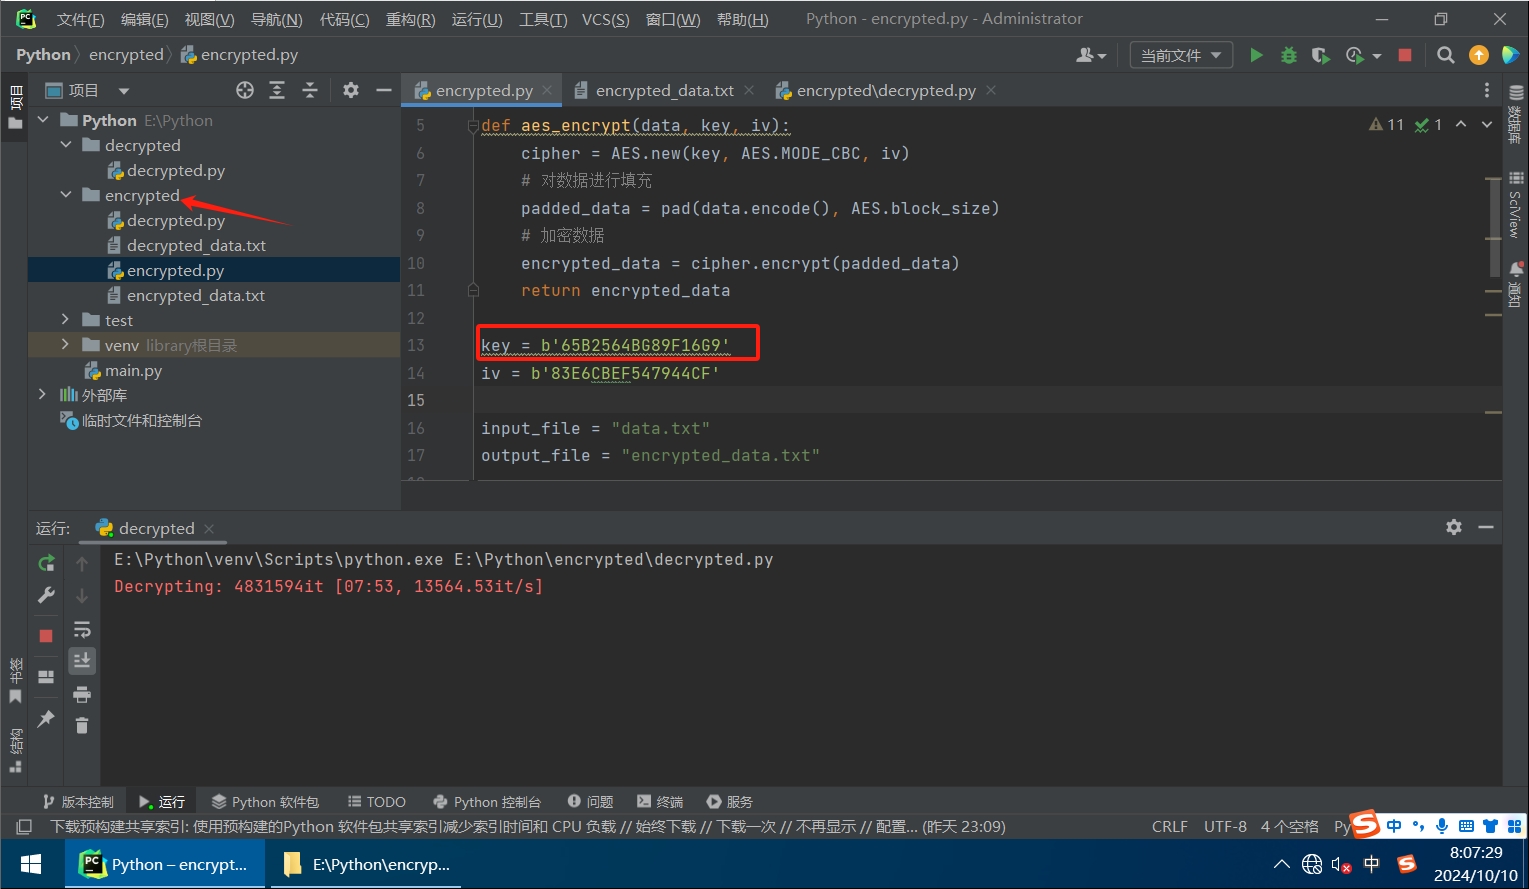 文件(F) 编辑(E) 视图(V) 导航(N) 代码(C) 重构(R) 运行(U) 工具(T) VCS(S) 窗口(W) 帮助(H) Python - encrypted.py - Administrator
Python encrypted encrypted.py 当前文件
项目
项目
encrypted.py encrypted_data.txt encrypted\decrypted.py
Python E:\Python
decrypted
decrypted.py
encrypted
decrypted.py
decrypted_data.txt
encrypted.py
encrypted_data.txt
test
venv library根目录
main.py
外部库
临时文件和控制台
11 1
5 def aes_encrypt(data, key, iv):
6 cipher = AES.new(key, AES.MODE_CBC, iv)
7 # 对数据进行填充
8 padded_data = pad(data.encode(), AES.block_size)
9 # 加密数据
10 encrypted_data = cipher.encrypt(padded_data)
11 return encrypted_data
12
13 key = b'65B2564BG89F16G9'
14 iv = b'83E6CBEF547944CF'
15
16 input_file = "data.txt"
17 output_file = "encrypted_data.txt"
数据库
SciView
通知
运行: decrypted
E:\Python\venv\Scripts\python.exe E:\Python\encrypted\decrypted.py
Decrypting: 4831594it [07:53, 13564.53it/s]
书签
结构
版本控制 运行 Python 软件包 TODO Python 控制台 问题 终端 服务
下载预构建共享索引: 使用预构建的Python 软件包共享索引减少索引时间和 CPU 负载 // 始终下载 // 下载一次 // 不再显示 // 配置... (昨天 23:09) CRLF UTF-8 4 个空格 Py
中
Python – encrypt... E:\Python\encryp... 中
8:07:29
2024/10/10